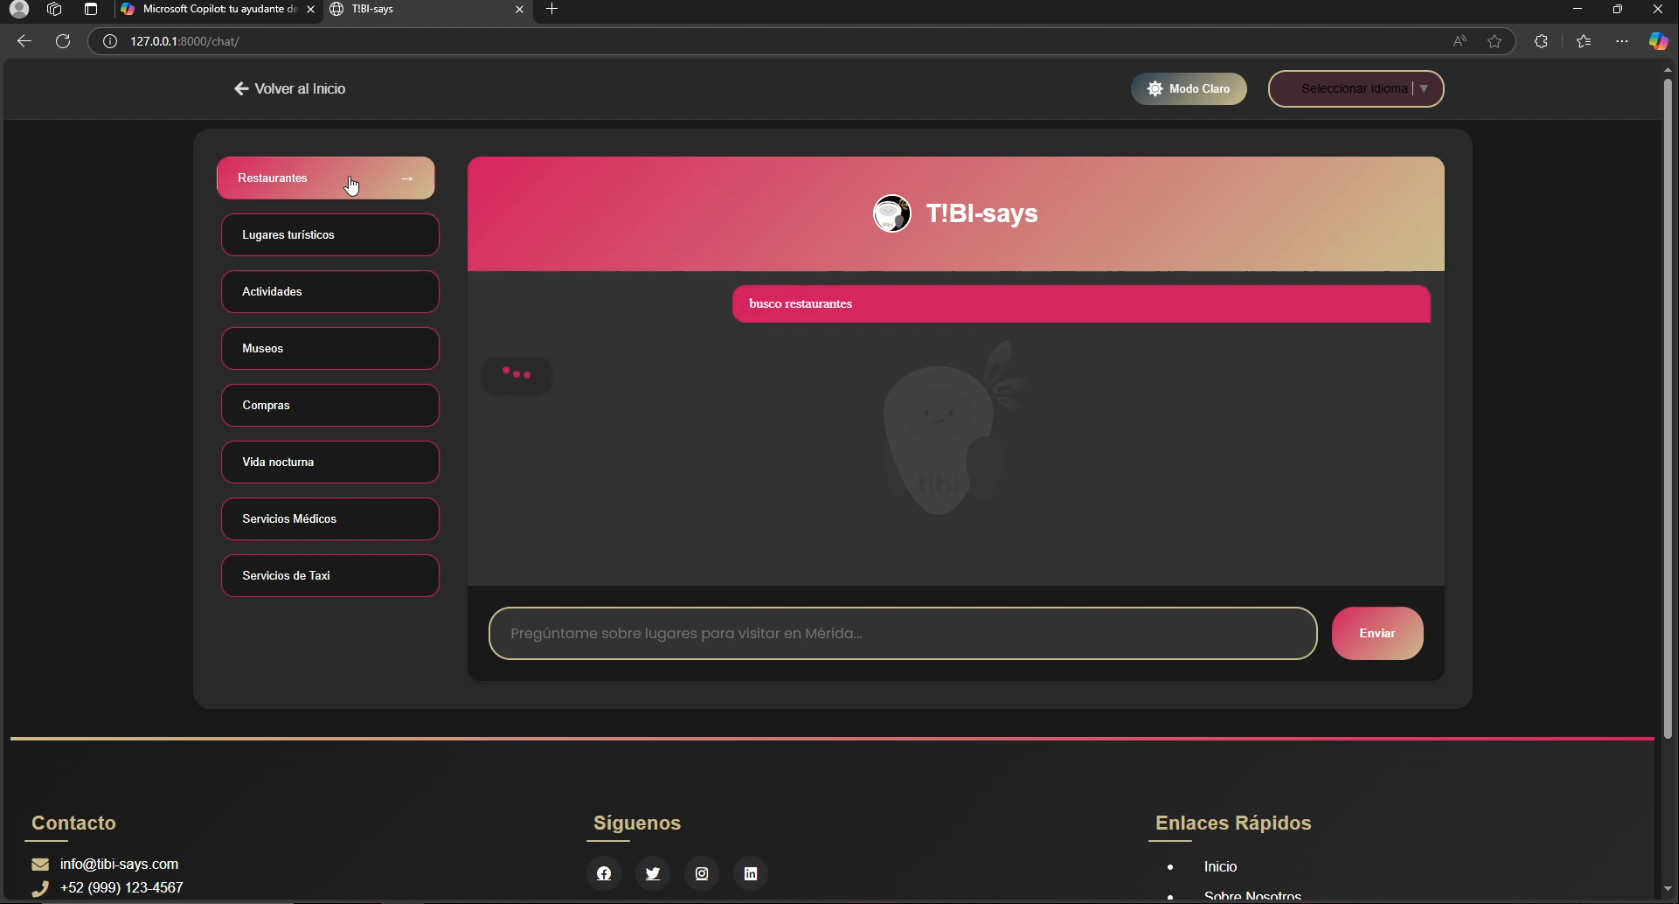 Microsoft Copilot: tu ayudante de
T!BI-says
127.0.0.1:8000/chat/
Volver al Inicio
Modo Claro
Seleccionar idioma
Restaurantes →
Lugares turísticos
Actividades
Museos
Compras
Vida nocturna
Servicios Médicos
Servicios de Taxi
T!BI-says
busco restaurantes
tibi
Pregúntame sobre lugares para visitar en Mérida...
Enviar
Contacto
info@tibi-says.com
+52 (999) 123-4567
Síguenos
Enlaces Rápidos
Inicio
Sobre Nosotros